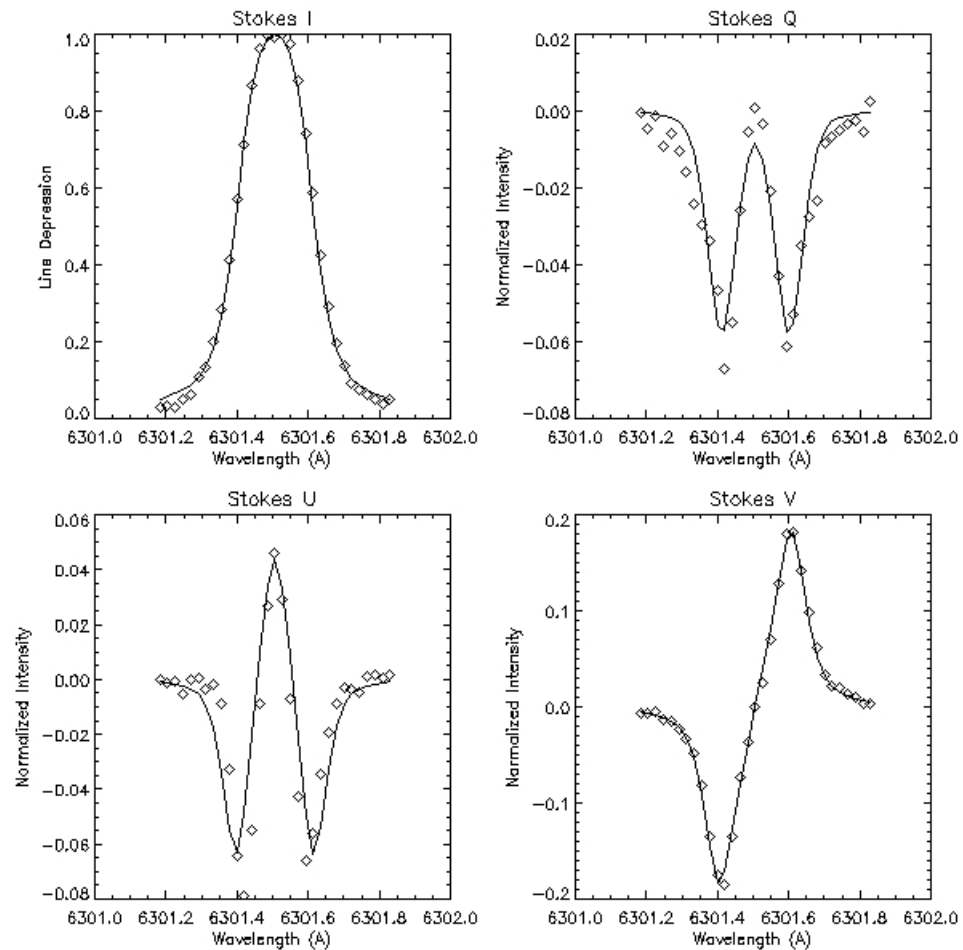 Stokes I
1.0
0.8
0.6
0.4
0.2
0.0
Line Depression
6301.0 6301.2 6301.4 6301.6 6301.8 6302.0
Wavelength (A)
Stokes Q
0.02
0.00
−0.02
−0.04
−0.06
−0.08
Normalized Intensity
6301.0 6301.2 6301.4 6301.6 6301.8 6302.0
Wavelength (A)
Stokes U
0.06
0.04
0.02
0.00
−0.02
−0.04
−0.06
−0.08
Normalized Intensity
6301.0 6301.2 6301.4 6301.6 6301.8 6302.0
Wavelength (A)
Stokes V
0.2
0.1
0.0
−0.1
−0.2
Normalized Intensity
6301.0 6301.2 6301.4 6301.6 6301.8 6302.0
Wavelength (A)